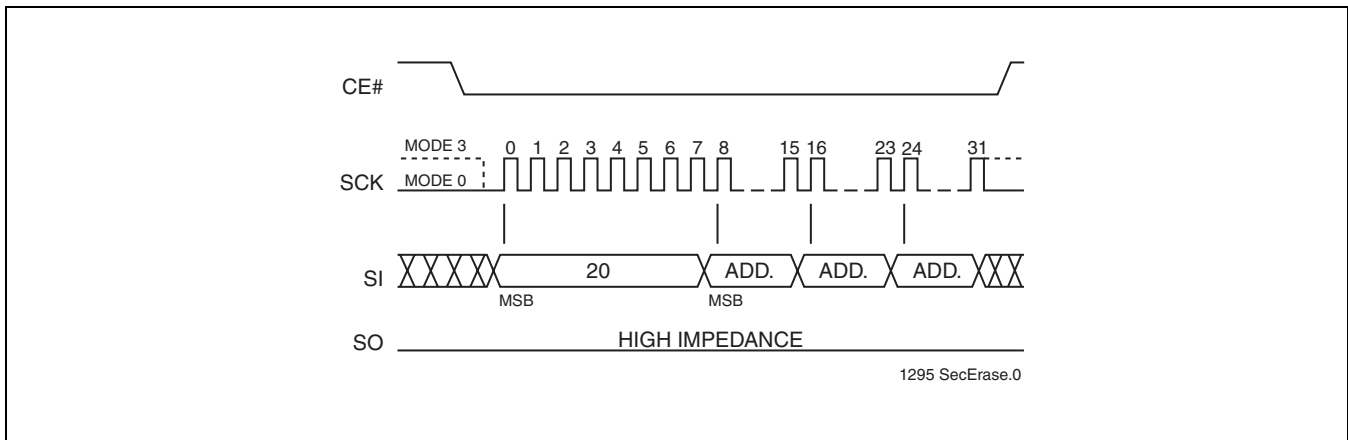 CE#
MODE 3
0 1 2 3 4 5 6 7 8 15 16 23 24 31
SCK
MODE 0
SI
20 ADD. ADD. ADD.
MSB MSB
SO
HIGH IMPEDANCE
1295 SecErase.0